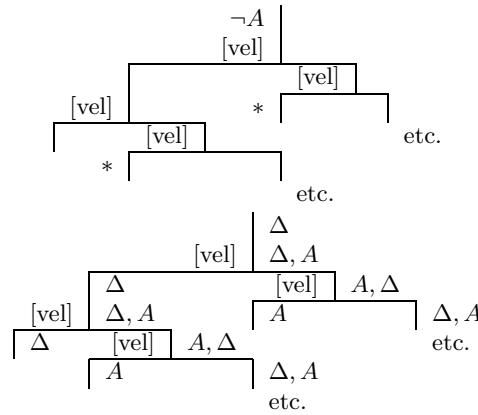 ¬A
[vel]
[vel]
[vel]
* etc.
[vel]
*
etc.
Δ
[vel] Δ, A
Δ [vel] A, Δ
[vel] Δ, A A Δ, A
Δ [vel] A, Δ etc.
A Δ, A
etc.